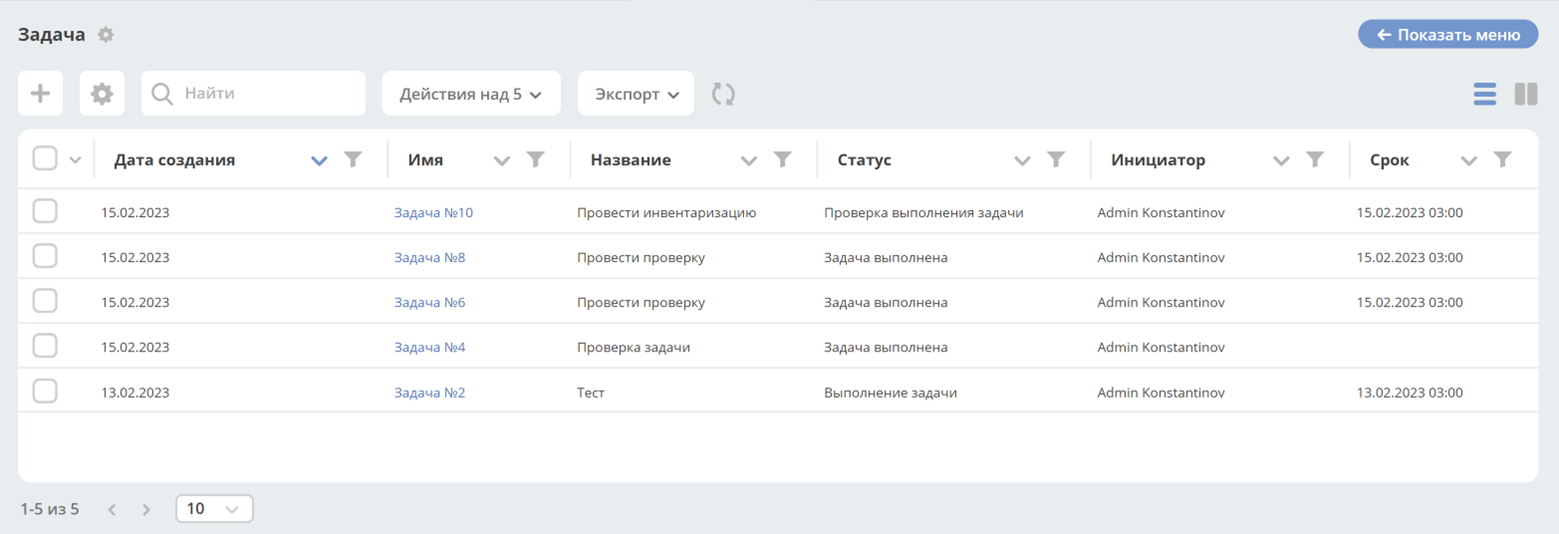 Задача
Показать меню
Найти
Действия над 5
Экспорт
Дата создания Имя Название Статус Инициатор Срок
15.02.2023 Задача №10 Провести инвентаризацию Проверка выполнения задачи Admin Konstantinov 15.02.2023 03:00
15.02.2023 Задача №8 Провести проверку Задача выполнена Admin Konstantinov 15.02.2023 03:00
15.02.2023 Задача №6 Провести проверку Задача выполнена Admin Konstantinov 15.02.2023 03:00
15.02.2023 Задача №4 Проверка задачи Задача выполнена Admin Konstantinov
13.02.2023 Задача №2 Тест Выполнение задачи Admin Konstantinov 13.02.2023 03:00
1-5 из 5 10